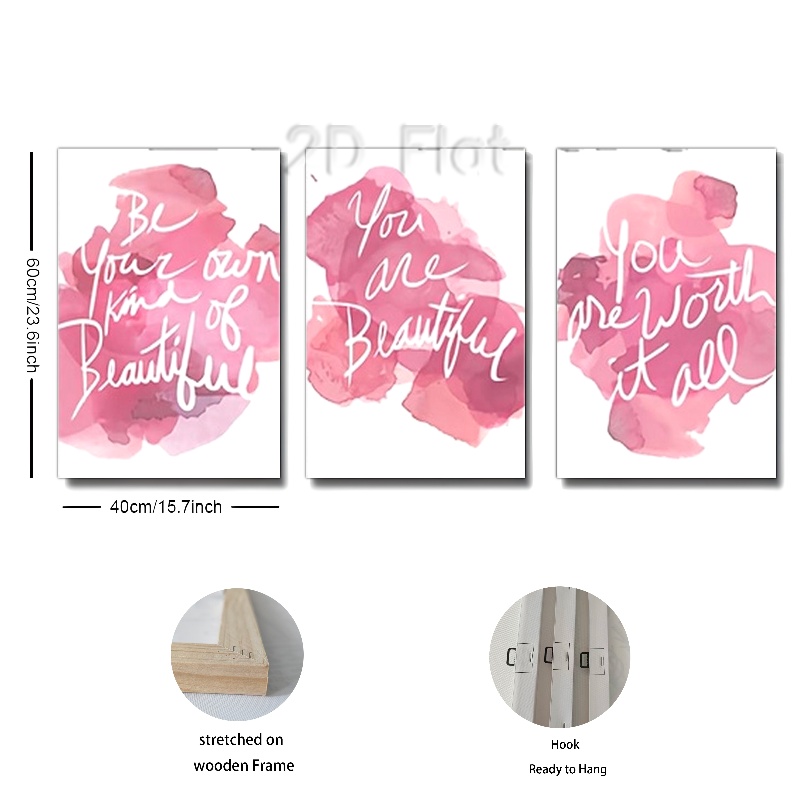 2D Flat
60cm/23.6inch
Be
Your own
kind of
Beautiful
You
are
Beautiful
You
are Worth
it all
40cm/15.7inch
stretched on
wooden Frame
Hook
Ready to Hang